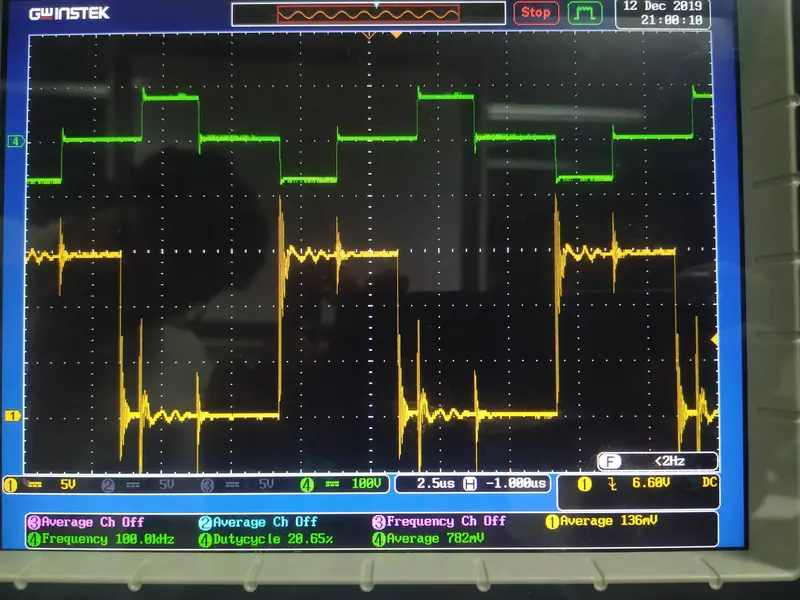 GWINSTEK Stop 12 Dec 2019
21:00:10
4
1
F <2Hz
1 5V 2 5V 3 5V 4 100V 2.5us H -1.000us 1 6.60V DC
3 Average Ch Off 2 Average Ch Off 3 Frequency Ch Off 1 Average 136mV
4 Frequency 100.0kHz 4 Dutycycle 20.65% 4 Average 782mV